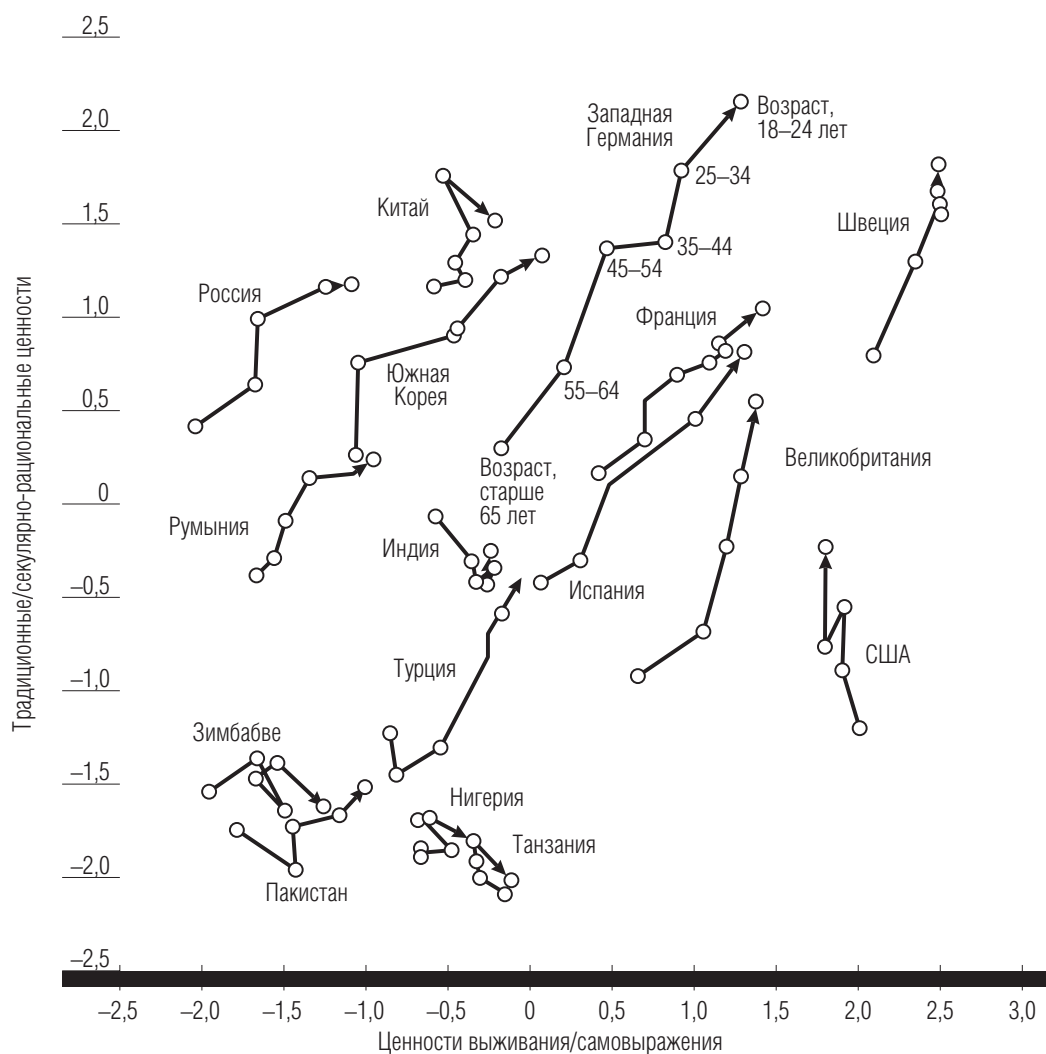 2,5
2,0
1,5
1,0
0,5
0
–0,5
–1,0
–1,5
–2,0
–2,5
Традиционные/секулярно-рациональные ценности
Западная
Германия
Возраст,
18–24 лет
25–34
35–44
45–54
55–64
Возраст,
старше
65 лет
Китай
Швеция
Россия
Франция
Южная
Корея
Великобритания
Румыния
Индия
Испания
Турция
США
Зимбабве
Нигерия
Танзания
Пакистан
–2,5 –2,0 –1,5 –1,0 –0,5 0 0,5 1,0 1,5 2,0 2,5 3,0
Ценности выживания/самовыражения